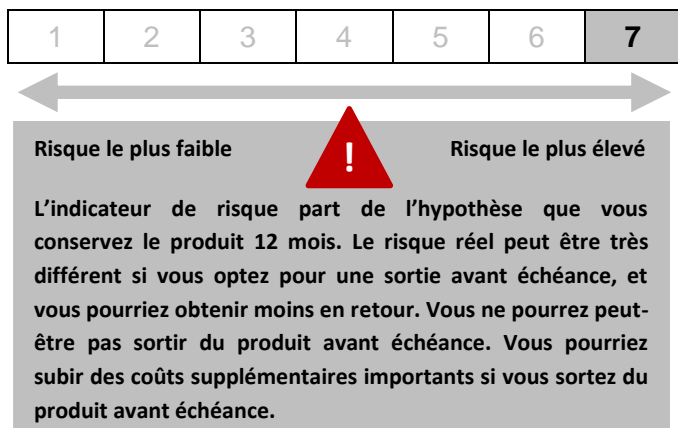 1 2 3 4 5 6 7
!
Risque le plus faible Risque le plus élevé
L’indicateur de risque part de l’hypothèse que vous
conservez le produit 12 mois. Le risque réel peut être très
différent si vous optez pour une sortie avant échéance, et
vous pourriez obtenir moins en retour. Vous ne pourrez peut-
être pas sortir du produit avant échéance. Vous pourriez
subir des coûts supplémentaires importants si vous sortez du
produit avant échéance.